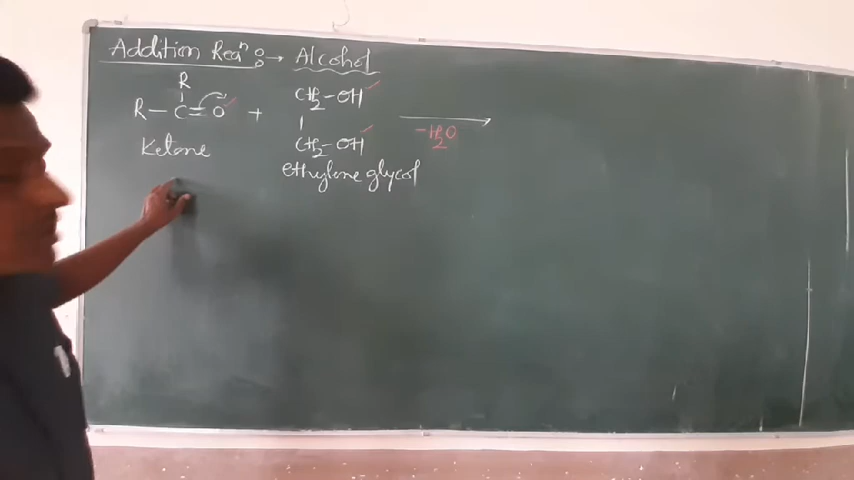 Addition Reaⁿ : → Alcohol
R
R — C = O + CH₂ - OH
-H₂O
CH₂ - OH
Ketone
ethylene glycol